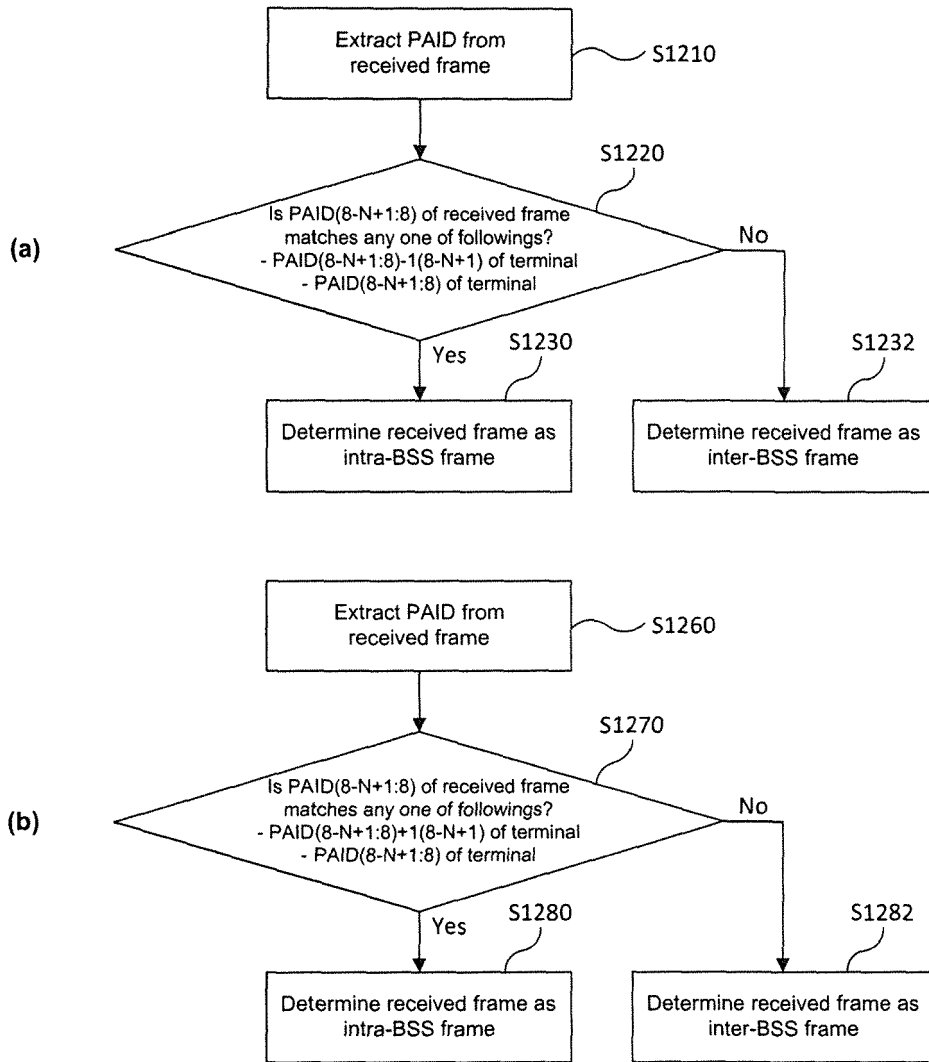 Extract PAID from
received frame
S1210
S1220
(a)
Is PAID(8-N+1:8) of received frame
matches any one of followings?
- PAID(8-N+1:8)-1(8-N+1) of terminal
- PAID(8-N+1:8) of terminal
No
Yes
S1230
S1232
Determine received frame as
intra-BSS frame
Determine received frame as
inter-BSS frame
Extract PAID from
received frame
S1260
S1270
(b)
Is PAID(8-N+1:8) of received frame
matches any one of followings?
- PAID(8-N+1:8)+1(8-N+1) of terminal
- PAID(8-N+1:8) of terminal
No
Yes
S1280
S1282
Determine received frame as
intra-BSS frame
Determine received frame as
inter-BSS frame